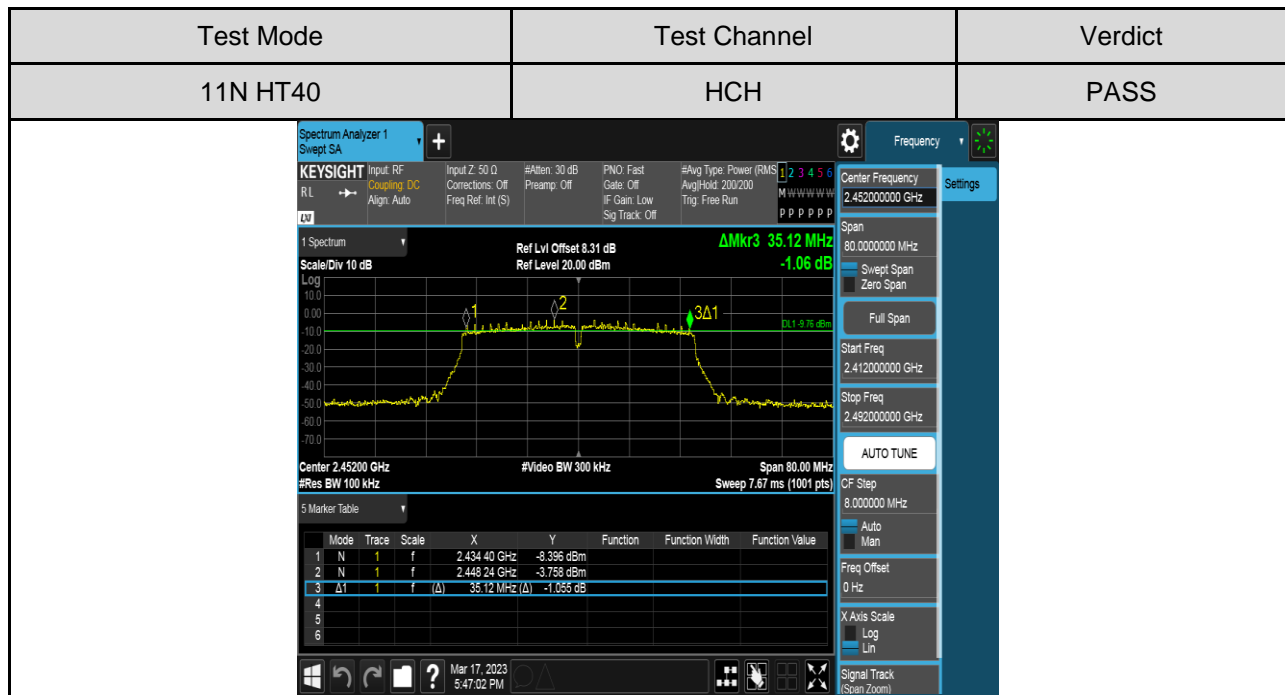 Test Mode Test Channel Verdict
11N HT40 HCH PASS
Spectrum Analyzer 1
Swept SA
+
Frequency
KEYSIGHT
R L
LXI
Input: RF
Coupling: DC
Align: Auto
Input Z: 50 Ω
Corrections: Off
Freq Ref: Int (S)
#Atten: 30 dB
Preamp: Off
PNO: Fast
Gate: Off
IF Gain: Low
Sig Track: Off
#Avg Type: Power (RMS
Avg|Hold: 200/200
Trig: Free Run
1 2 3 4 5 6
M W W W W W
P P P P P P
1 Spectrum
Scale/Div 10 dB
Ref Lvl Offset 8.31 dB
Ref Level 20.00 dBm
ΔMkr3 35.12 MHz
-1.06 dB
Log
10.0
0.00
-10.0
-20.0
-30.0
-40.0
-50.0
-60.0
-70.0
1
2
3Δ1
DL1 -9.76 dBm
Center 2.45200 GHz #Video BW 300 kHz Span 80.00 MHz
#Res BW 100 kHz Sweep 7.67 ms (1001 pts)
5 Marker Table
Mode Trace Scale X Y Function Function Width Function Value
1 N 1 f 2.434 40 GHz -8.396 dBm
2 N 1 f 2.448 24 GHz -3.758 dBm
3 Δ1 1 f (Δ) 35.12 MHz (Δ) -1.055 dB
4
5
6
?
Mar 17, 2023
5:47:02 PM
Settings
Center Frequency
2.452000000 GHz
Span
80.0000000 MHz
Swept Span
Zero Span
Full Span
Start Freq
2.412000000 GHz
Stop Freq
2.492000000 GHz
AUTO TUNE
CF Step
8.000000 MHz
Auto
Man
Freq Offset
0 Hz
X Axis Scale
Log
Lin
Signal Track
(Span Zoom)